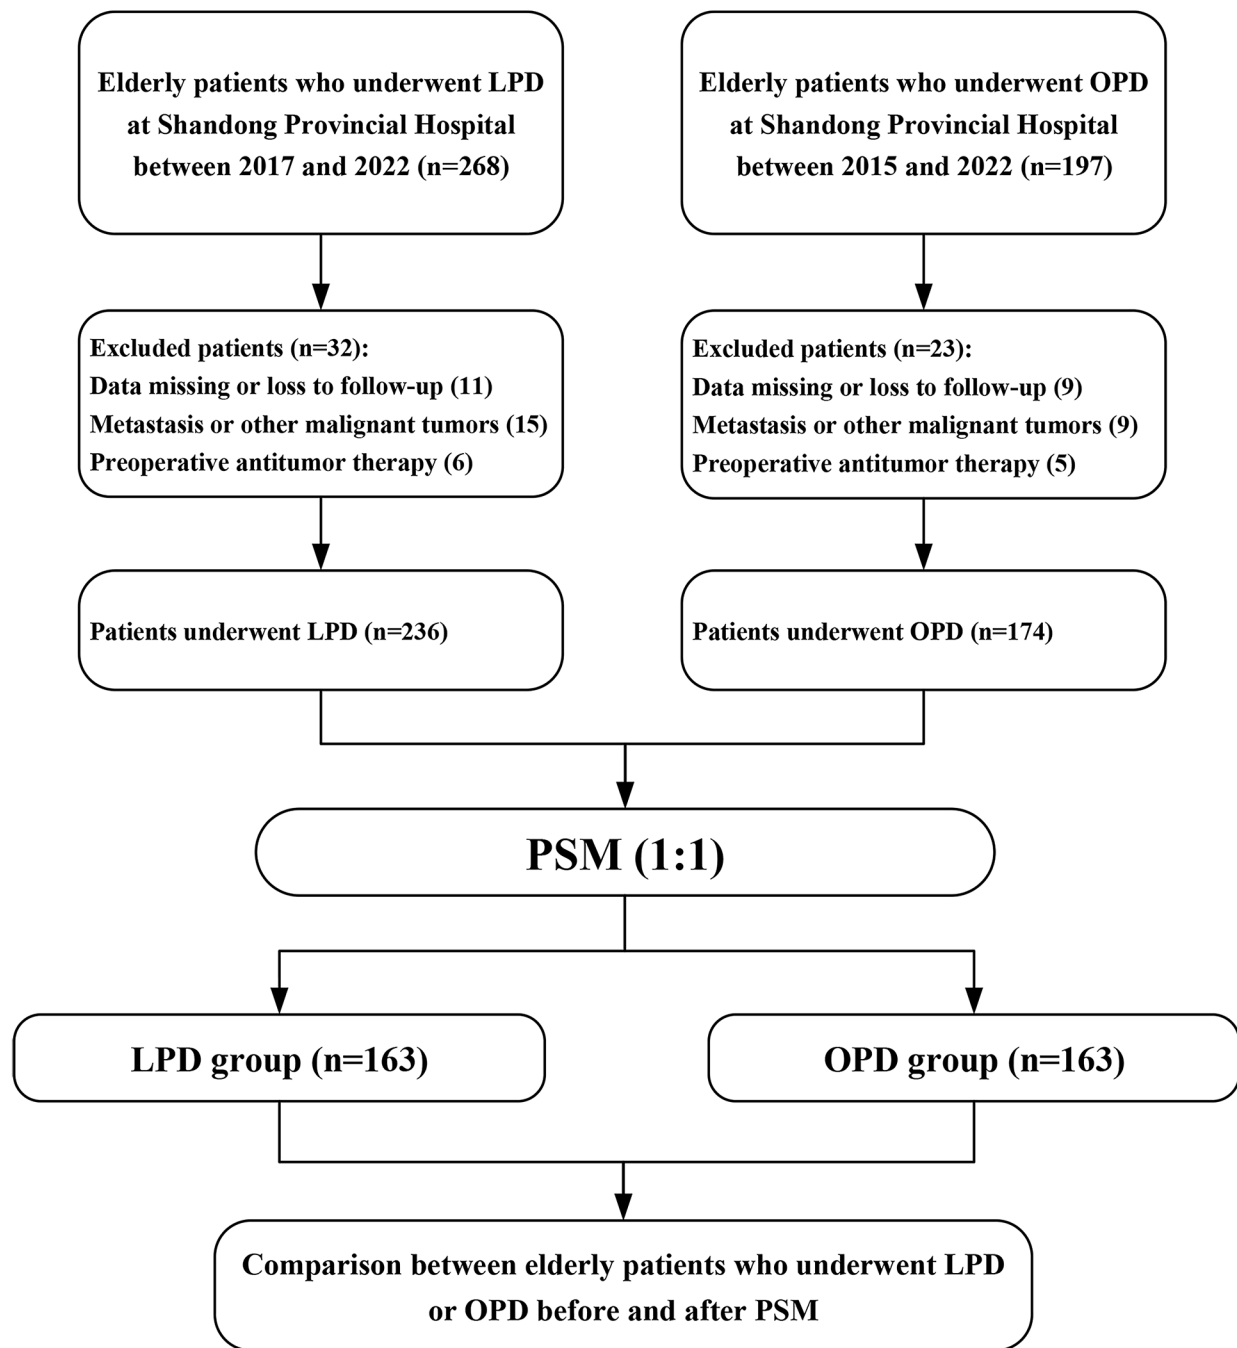 Elderly patients who underwent LPD
at Shandong Provincial Hospital
between 2017 and 2022 (n=268)
Elderly patients who underwent OPD
at Shandong Provincial Hospital
between 2015 and 2022 (n=197)
Excluded patients (n=32):
Data missing or loss to follow-up (11)
Metastasis or other malignant tumors (15)
Preoperative antitumor therapy (6)
Excluded patients (n=23):
Data missing or loss to follow-up (9)
Metastasis or other malignant tumors (9)
Preoperative antitumor therapy (5)
Patients underwent LPD (n=236)
Patients underwent OPD (n=174)
PSM (1:1)
LPD group (n=163)
OPD group (n=163)
Comparison between elderly patients who underwent LPD
or OPD before and after PSM